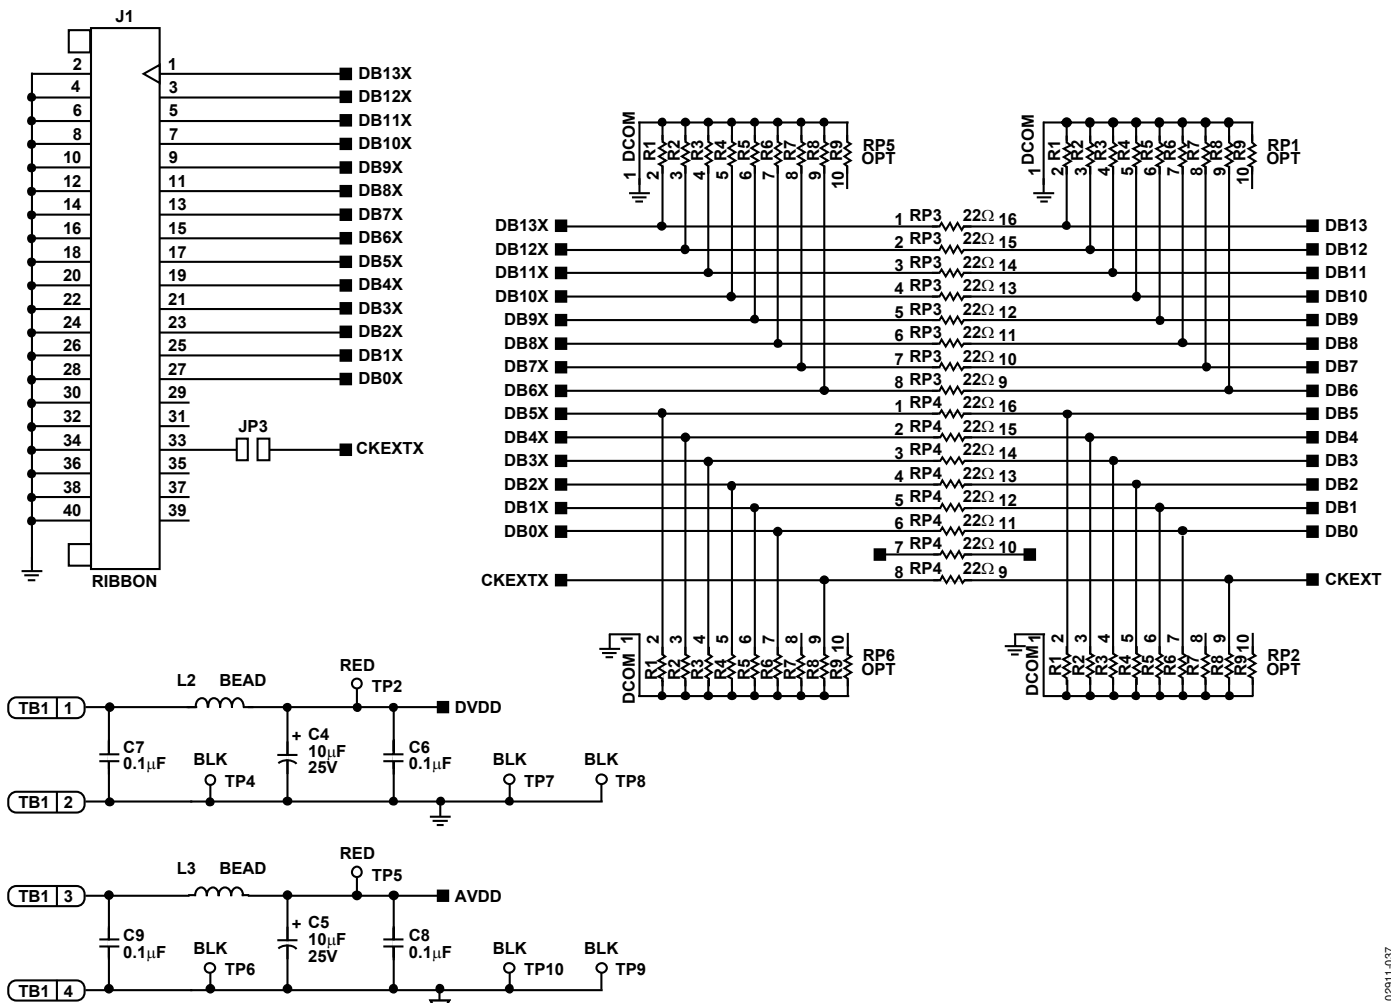 J1
2 1 DB13X
4 3 DB12X
6 5 DB11X
8 7 DB10X
10 9 DB9X
12 11 DB8X
14 13 DB7X
16 15 DB6X
18 17 DB5X
20 19 DB4X
22 21 DB3X
24 23 DB2X
26 25 DB1X
28 27 DB0X
30 29
32 31
34 33 JP3 CKEXTX
36 35
38 37
40 39
RIBBON
DCOM R1 R2 R3 R4 R5 R6 R7 R8 R9 RP5
OPT
1 2 3 4 5 6 7 8 9 10
DCOM R1 R2 R3 R4 R5 R6 R7 R8 R9 RP1
OPT
1 2 3 4 5 6 7 8 9 10
DB13X 1 RP3 22Ω 16 DB13
DB12X 2 RP3 22Ω 15 DB12
DB11X 3 RP3 22Ω 14 DB11
DB10X 4 RP3 22Ω 13 DB10
DB9X 5 RP3 22Ω 12 DB9
DB8X 6 RP3 22Ω 11 DB8
DB7X 7 RP3 22Ω 10 DB7
DB6X 8 RP3 22Ω 9 DB6
DB5X 1 RP4 22Ω 16 DB5
DB4X 2 RP4 22Ω 15 DB4
DB3X 3 RP4 22Ω 14 DB3
DB2X 4 RP4 22Ω 13 DB2
DB1X 5 RP4 22Ω 12 DB1
DB0X 6 RP4 22Ω 11 DB0
7 RP4 22Ω 10
CKEXTX 8 RP4 22Ω 9 CKEXT
1 2 3 4 5 6 7 8 9 10
DCOM R1 R2 R3 R4 R5 R6 R7 R8 R9 RP6
OPT
1 2 3 4 5 6 7 8 9 10
DCOM R1 R2 R3 R4 R5 R6 R7 R8 R9 RP2
OPT
TB1 1
L2 BEAD
RED
TP2
DVDD
C7
0.1µF
BLK
TP4
C4
+ 10µF
25V
C6
0.1µF
BLK
TP7
BLK
TP8
TB1 2
TB1 3
L3 BEAD
RED
TP5
AVDD
C9
0.1µF
BLK
TP6
C5
+ 10µF
25V
C8
0.1µF
BLK
TP10
BLK
TP9
TB1 4
02911-037